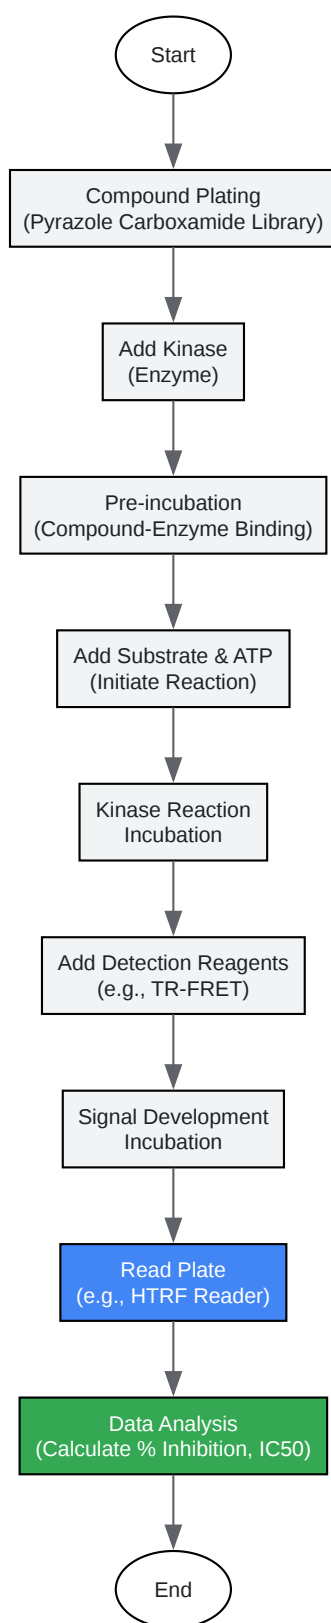 Start
Compound Plating
(Pyrazole Carboxamide Library)
Add Kinase
(Enzyme)
Pre-incubation
(Compound-Enzyme Binding)
Add Substrate & ATP
(Initiate Reaction)
Kinase Reaction
Incubation
Add Detection Reagents
(e.g., TR-FRET)
Signal Development
Incubation
Read Plate
(e.g., HTRF Reader)
Data Analysis
(Calculate % Inhibition, IC50)
End